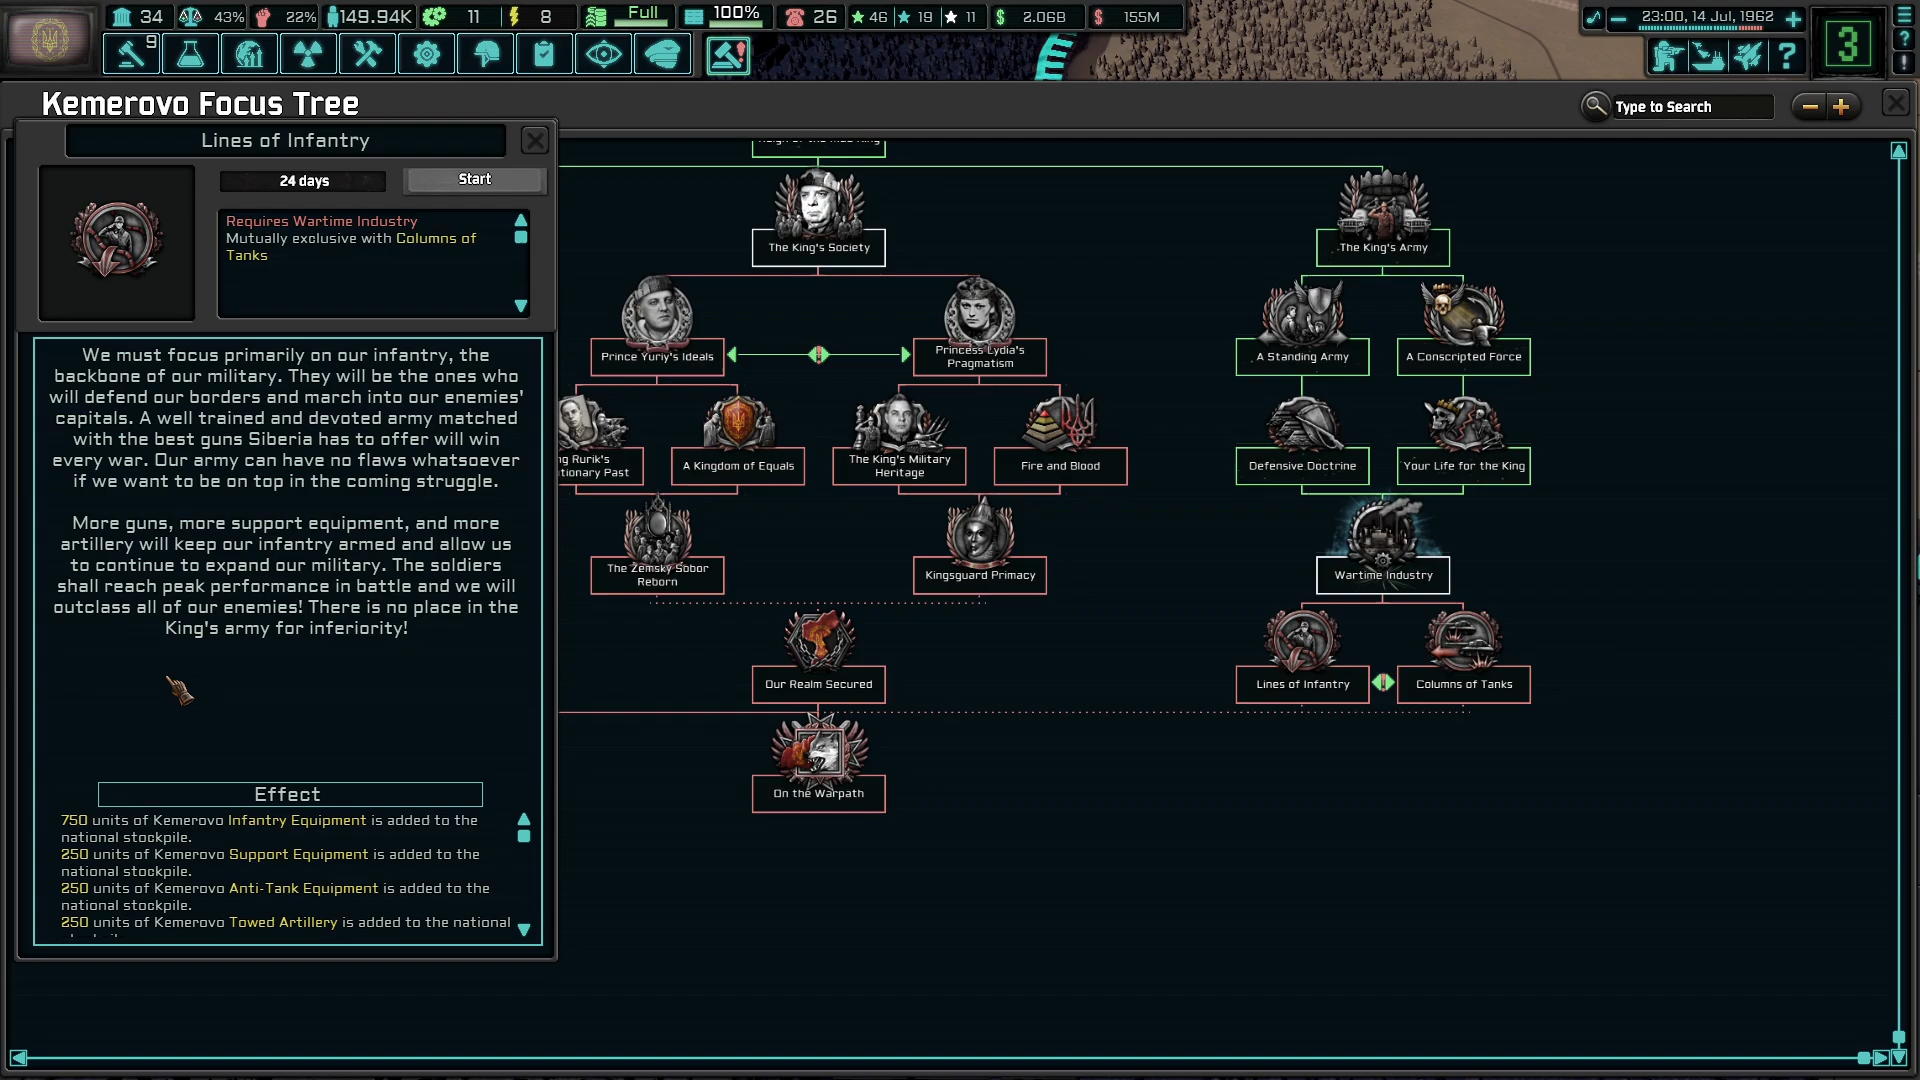 34 43% 22% 149.94K 11 8 Full 100% 26 46 19 11 $ 2.06B $ 155M
23:00, 14 Jul, 1962
3
9
Kemerovo Focus Tree
Type to Search
Lines of Infantry
24 days
Start
Requires Wartime Industry
Mutually exclusive with Columns of
Tanks
We must focus primarily on our infantry, the
backbone of our military. They will be the ones who
will defend our borders and march into our enemies'
capitals. A well trained and devoted army matched
with the best guns Siberia has to offer will win
every war. Our army can have no flaws whatsoever
if we want to be on top in the coming struggle.
More guns, more support equipment, and more
artillery will keep our infantry armed and allow us
to continue to expand our military. The soldiers
shall reach peak performance in battle and we will
outclass all of our enemies! There is no place in the
King's army for inferiority!
Effect
750 units of Kemerovo Infantry Equipment is added to the
national stockpile.
250 units of Kemerovo Support Equipment is added to the
national stockpile.
250 units of Kemerovo Anti-Tank Equipment is added to the
national stockpile.
250 units of Kemerovo Towed Artillery is added to the national
The King's Society
The King's Army
Prince Yuriy's Ideals
Princess Lydia's
Pragmatism
A Standing Army
A Conscripted Force
ng Rurik's
utionary Past
A Kingdom of Equals
The King's Military
Heritage
Fire and Blood
Defensive Doctrine
Your Life for the King
The Zemsky Sobor
Reborn
Kingsguard Primacy
Wartime Industry
Our Realm Secured
Lines of Infantry
Columns of Tanks
On the Warpath